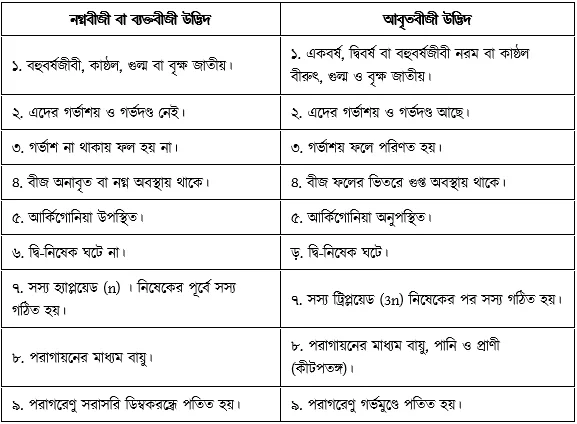 নগ্নবীজী বা ব্যক্তবীজী উদ্ভিদ
আবৃতবীজী উদ্ভিদ
১. বহুবর্ষজীবী, কাষ্ঠল, গুল্ম বা বৃক্ষ জাতীয়।
১. একবর্ষ, দ্বিবর্ষ বা বহুবর্ষজীবী নরম বা কাষ্ঠল
বীরুৎ, গুল্ম ও বৃক্ষ জাতীয়।
২. এদের গর্ভাশয় ও গর্ভদণ্ড নেই।
২. এদের গর্ভাশয় ও গর্ভদণ্ড আছে।
৩. গর্ভাশ না থাকায় ফল হয় না।
৩. গর্ভাশয় ফলে পরিণত হয়।
৪. বীজ অনাবৃত বা নগ্ন অবস্থায় থাকে।
৪. বীজ ফলের ভিতরে গুপ্ত অবস্থায় থাকে।
৫. আর্কিগোনিয়া উপস্থিত।
৫. আর্কিগোনিয়া অনুপস্থিত।
৬. দ্বি-নিষেক ঘটে না।
ড়. দ্বি-নিষেক ঘটে।
৭. সস্য হ্যাপ্লয়েড (n) । নিষেকের পূর্বে সস্য
গঠিত হয়।
৭. সস্য ট্রিপ্লয়েড (3n) নিষেকের পর সস্য গঠিত হয়।
৮. পরাগায়নের মাধ্যম বায়ু।
৮. পরাগায়নের মাধ্যম বায়ু, পানি ও প্রাণী
(কীটপতঙ্গ)।
৯. পরাগরেণু সরাসরি ডিম্বকরন্ধ্রে পতিত হয়।
৯. পরাগরেণু গর্ভমুণ্ডে পতিত হয়।